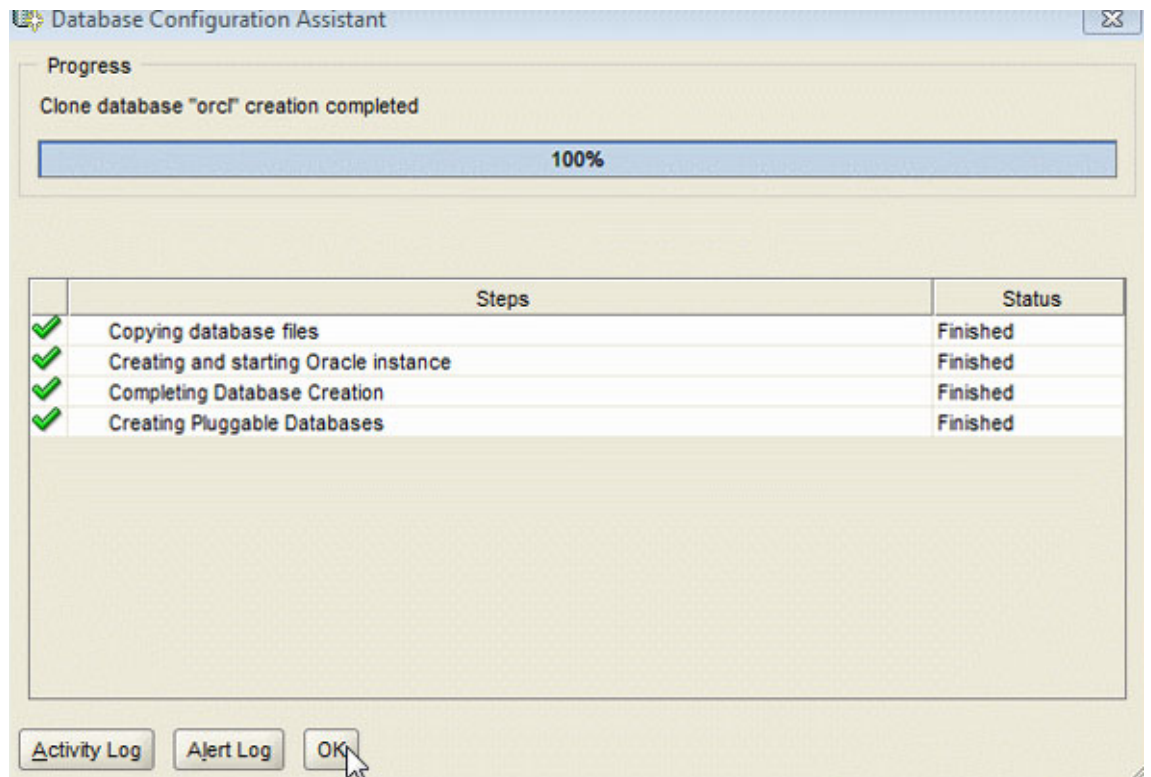 Database Configuration Assistant
Progress
Clone database "orcl" creation completed
100%
Steps Status
Copying database files Finished
Creating and starting Oracle instance Finished
Completing Database Creation Finished
Creating Pluggable Databases Finished
Activity Log Alert Log OK